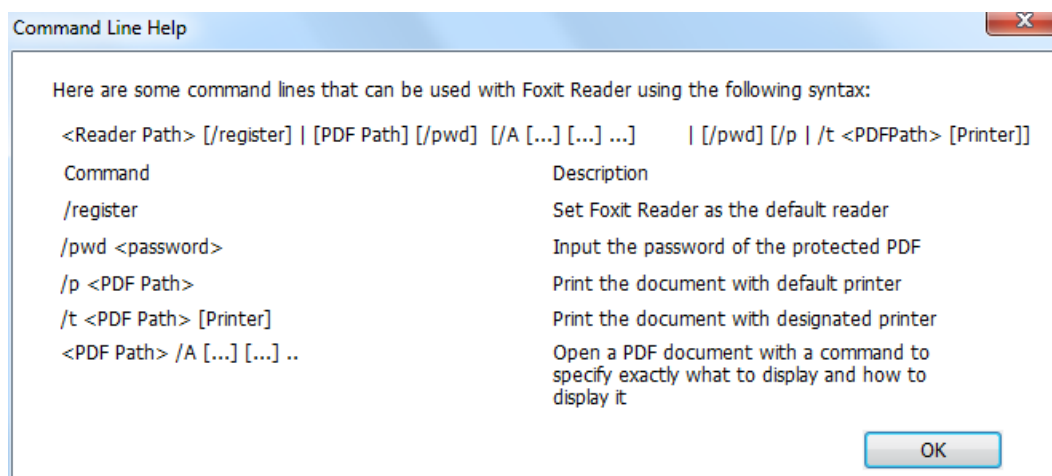 Command Line Help
X
Here are some command lines that can be used with Foxit Reader using the following syntax:
<Reader Path> [/register] | [PDF Path] [/pwd]  [/A [...] [...] ...]          | [/pwd] [/p | /t <PDFPath> [Printer]]
Command Description
/register Set Foxit Reader as the default reader
/pwd <password> Input the password of the protected PDF
/p <PDF Path> Print the document with default printer
/t <PDF Path> [Printer] Print the document with designated printer
<PDF Path> /A [...] [...] .. Open a PDF document with a command to
specify exactly what to display and how to
display it
OK